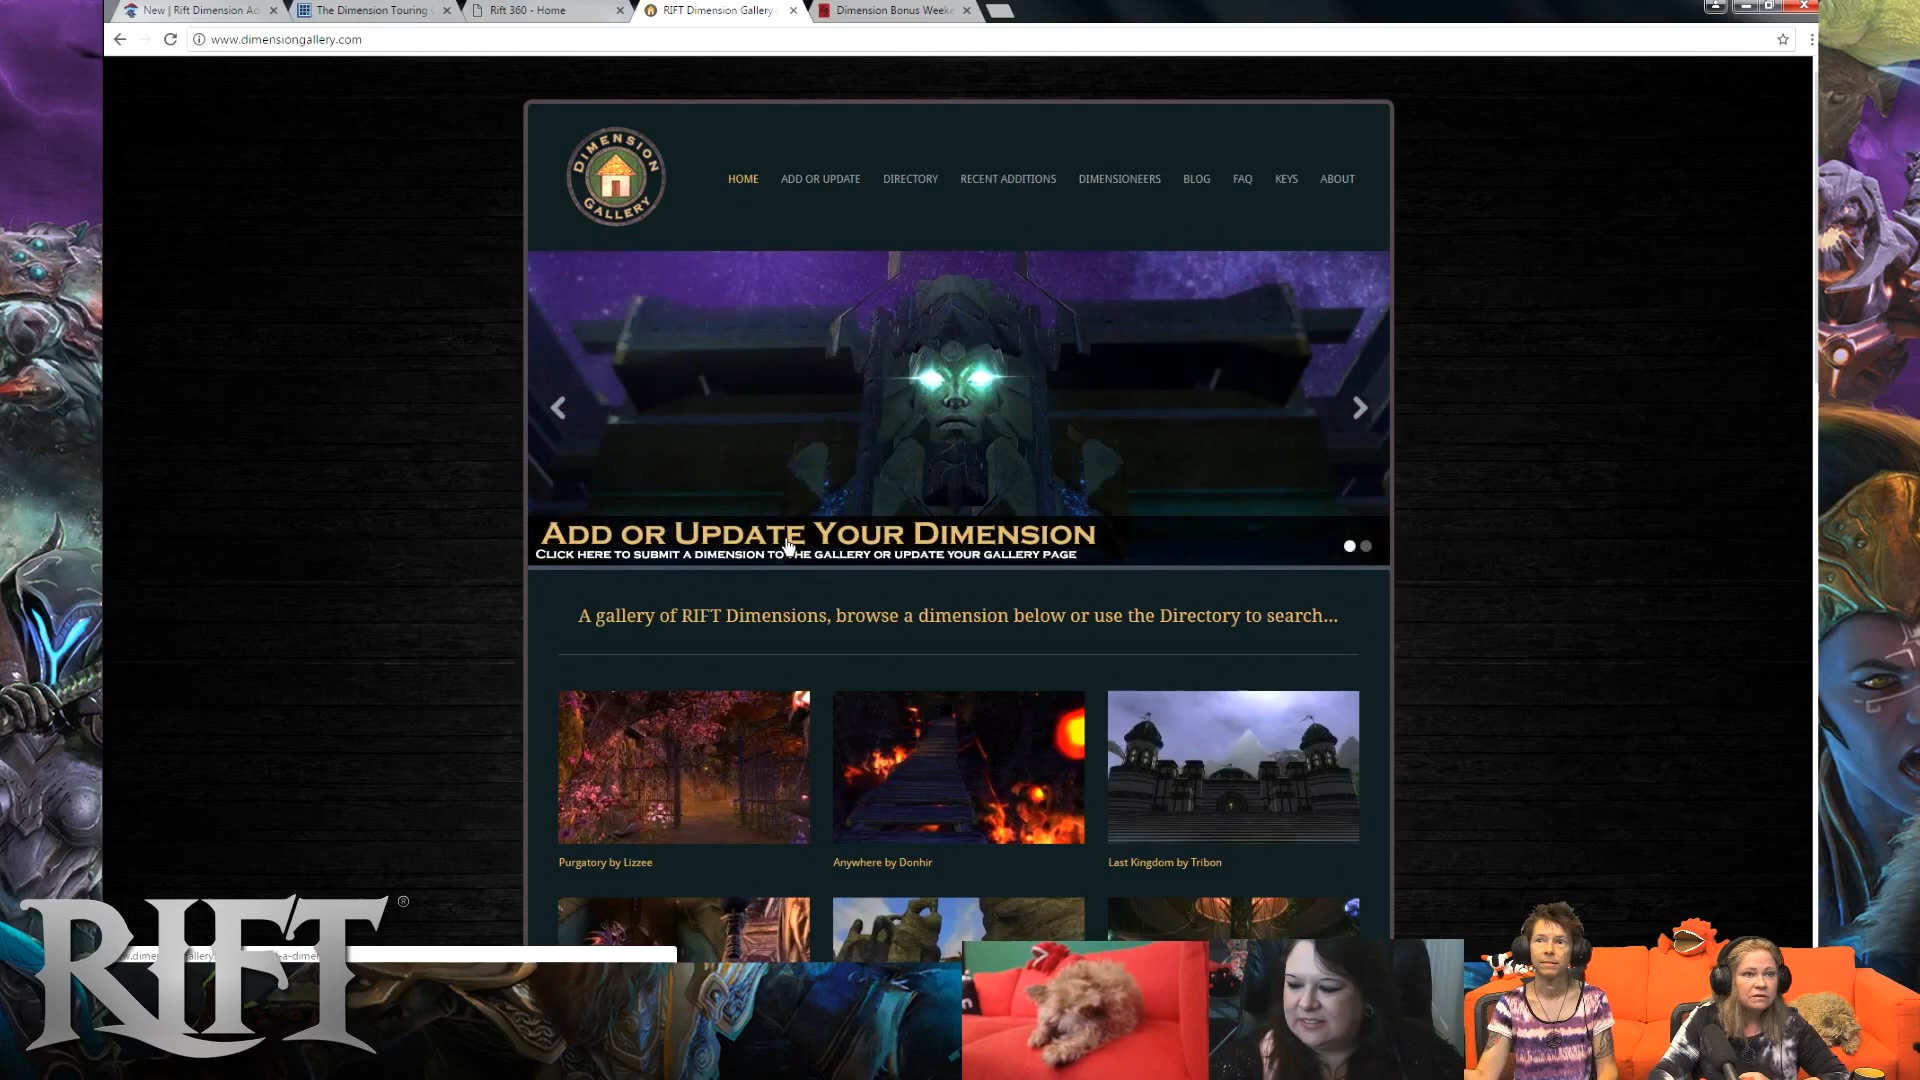 New | Rift Dimension Ad
The Dimension Touring
Rift 360 - Home
RIFT Dimension Gallery
Dimension Bonus Weeke
www.dimensiongallery.com
DIMENSION GALLERY
HOME ADD OR UPDATE DIRECTORY RECENT ADDITIONS DIMENSIONEERS BLOG FAQ KEYS ABOUT
ADD OR UPDATE YOUR DIMENSION
CLICK HERE TO SUBMIT A DIMENSION TO THE GALLERY OR UPDATE YOUR GALLERY PAGE
A gallery of RIFT Dimensions, browse a dimension below or use the Directory to search...
Purgatory by Lizzee
Anywhere by Donhir
Last Kingdom by Tribon
RIFT ®